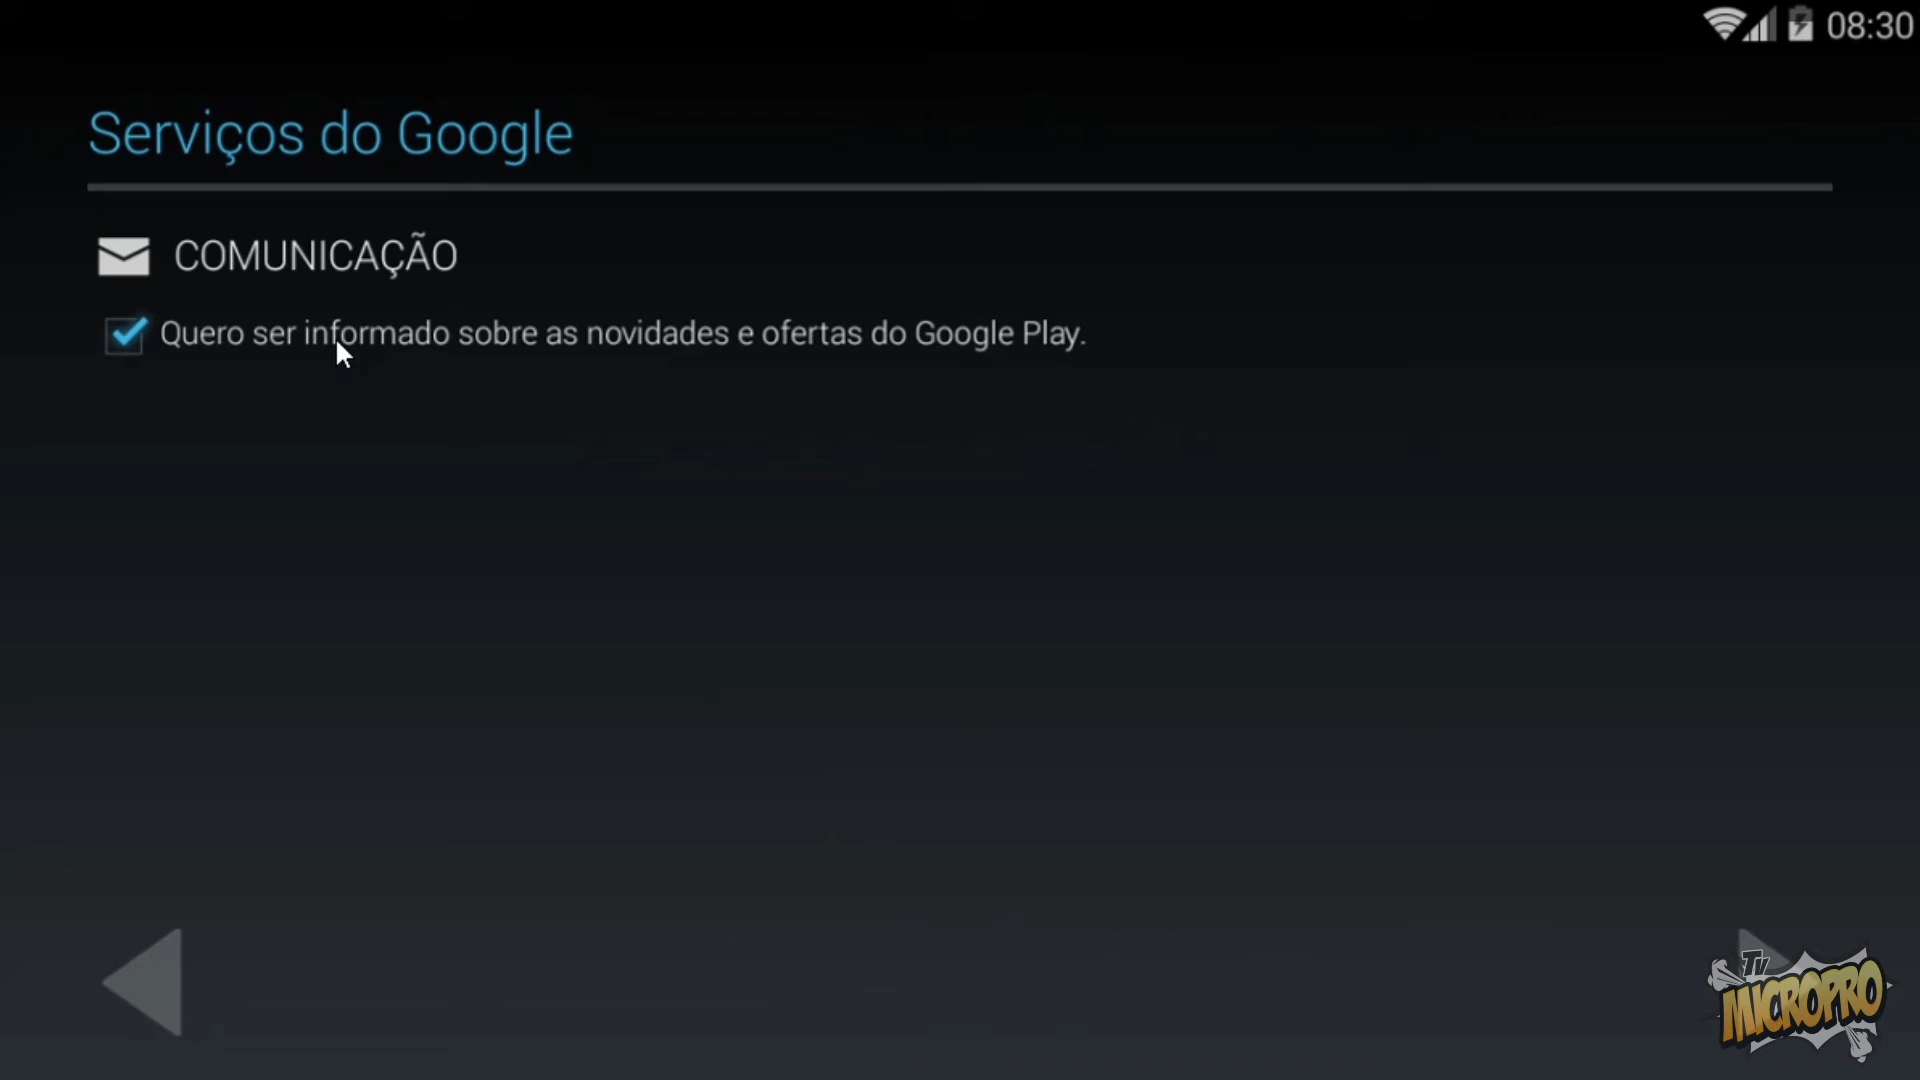 08:30
Serviços do Google
COMUNICAÇÃO
Quero ser informado sobre as novidades e ofertas do Google Play.
TV
MICROPRO